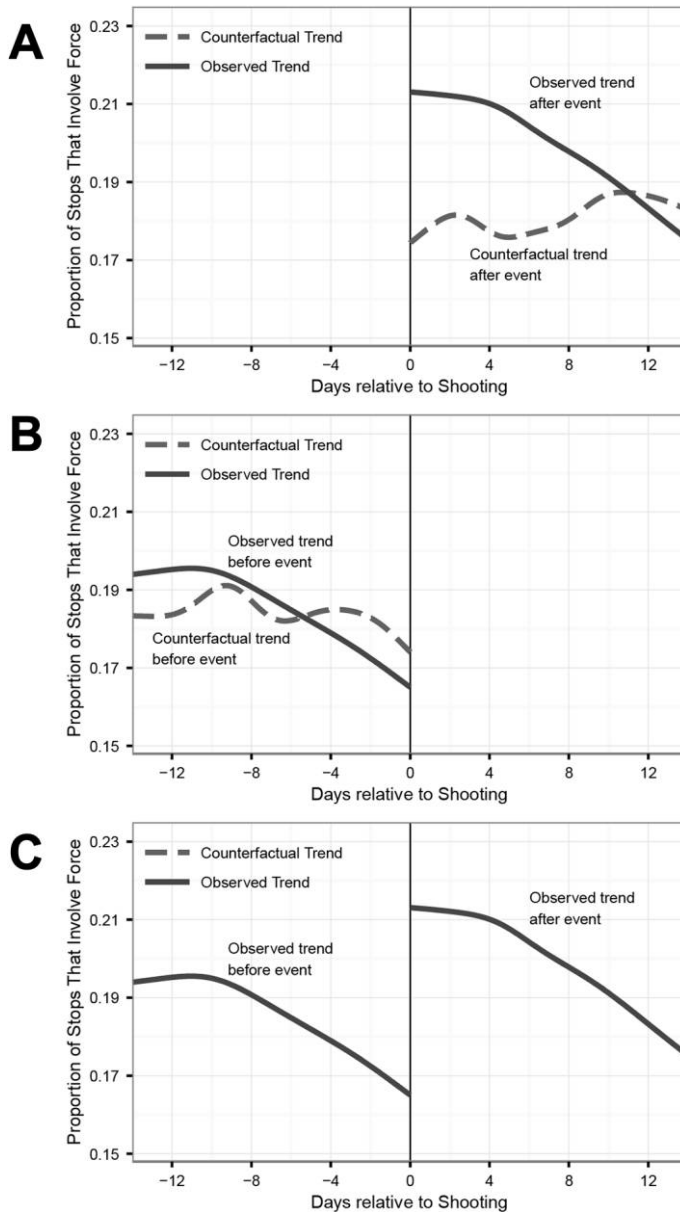 A
Proportion of Stops That Involve Force
0.23
0.21
0.19
0.17
0.15
Counterfactual Trend
Observed Trend
Observed trend
after event
Counterfactual trend
after event
−12
−8
−4
0
4
8
12
Days relative to Shooting
B
Proportion of Stops That Involve Force
0.23
0.21
0.19
0.17
0.15
Counterfactual Trend
Observed Trend
Observed trend
before event
Counterfactual trend
before event
−12
−8
−4
0
4
8
12
Days relative to Shooting
C
Proportion of Stops That Involve Force
0.23
0.21
0.19
0.17
0.15
Counterfactual Trend
Observed Trend
Observed trend
before event
Observed trend
after event
−12
−8
−4
0
4
8
12
Days relative to Shooting